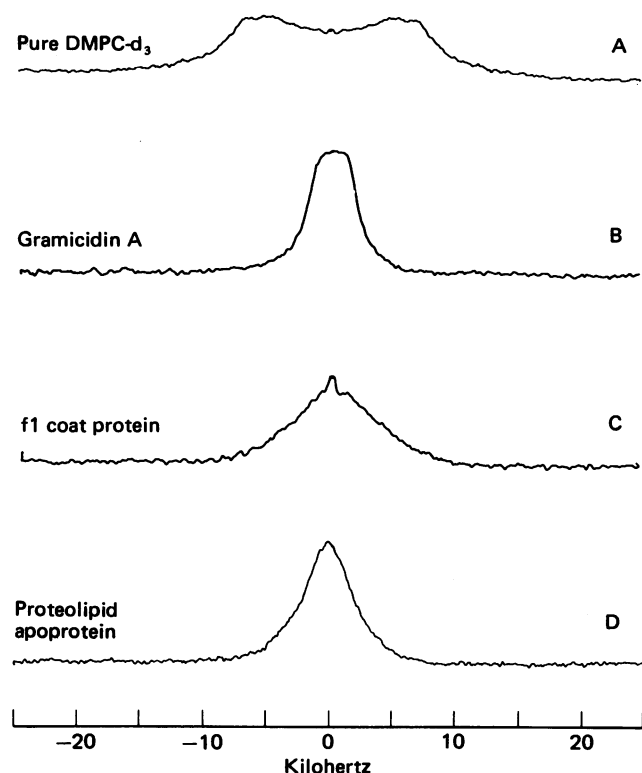 Pure DMPC-d₃ A
Gramicidin A B
f1 coat protein C
Proteolipid
apoprotein D
−20 −10 0 10 20
Kilohertz